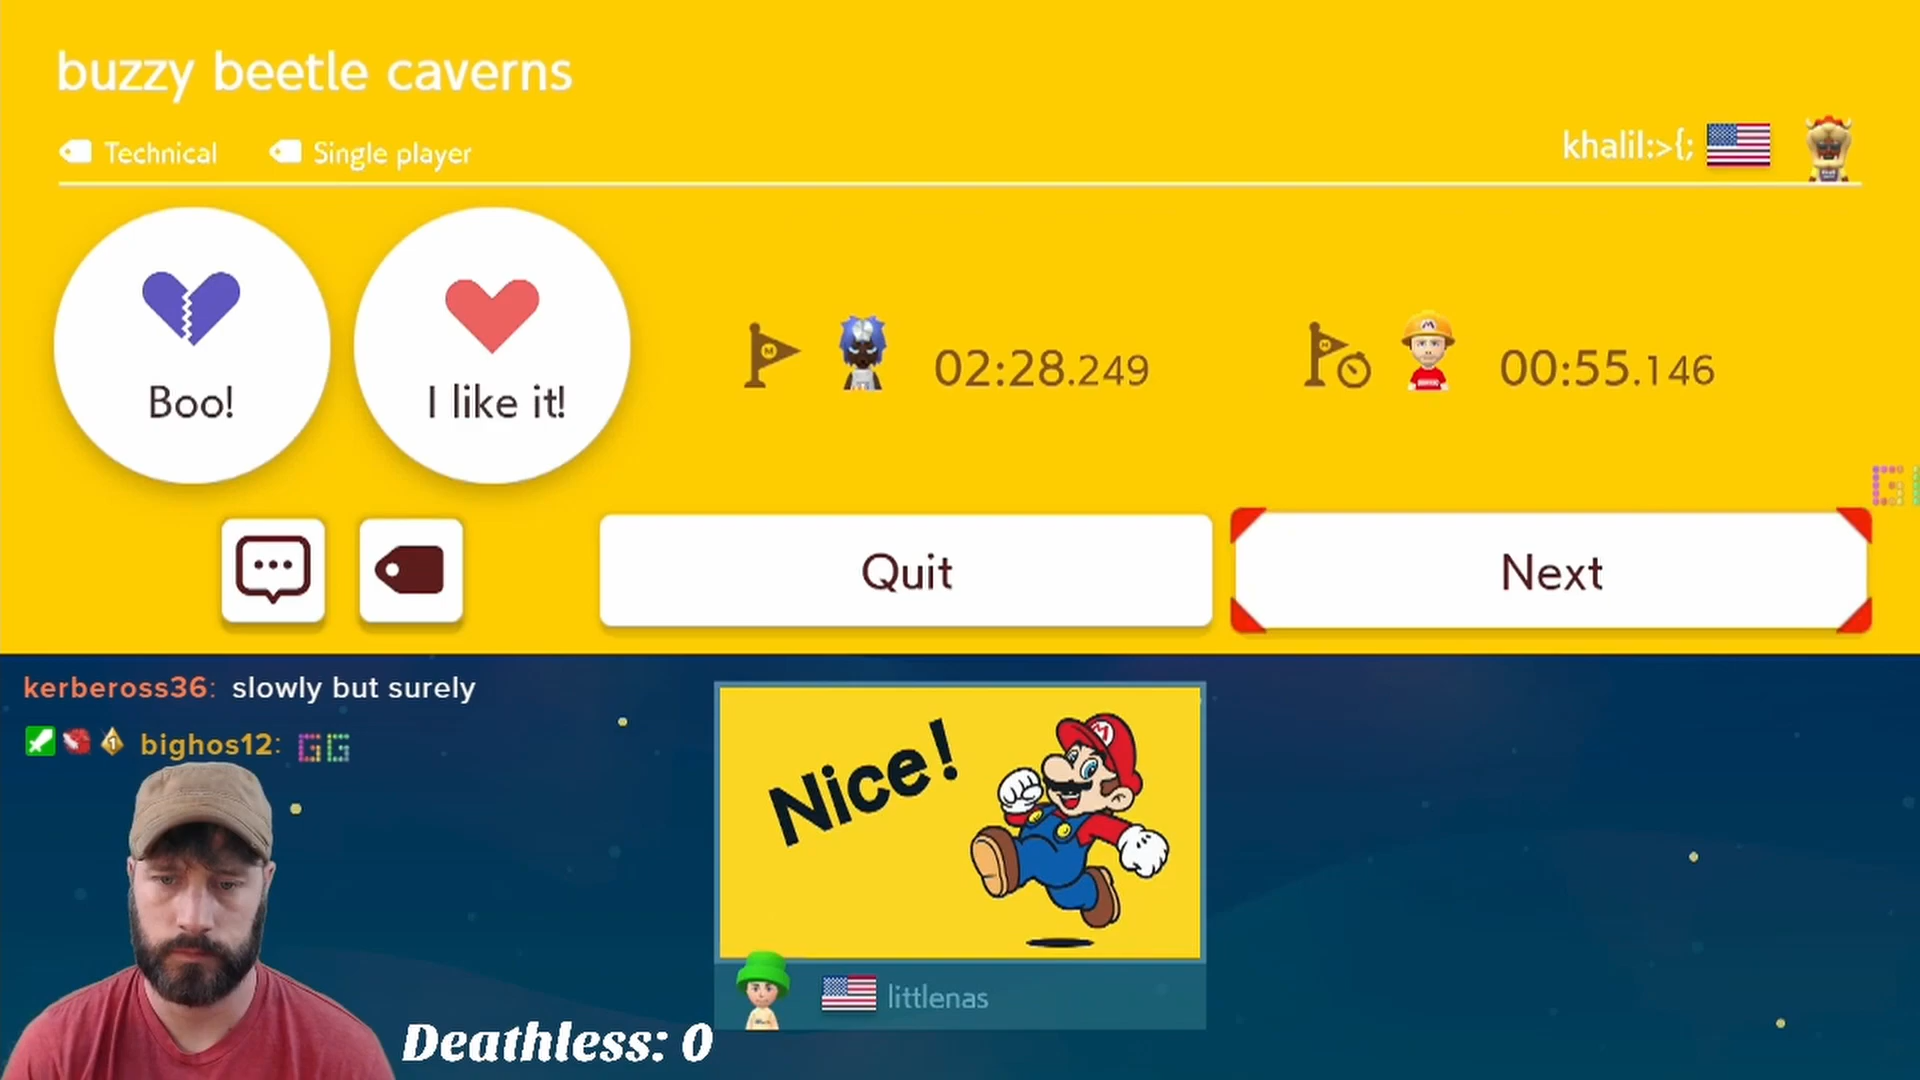 buzzy beetle caverns
Technical
Single player
khalil:>{;
Boo!
I like it!
02:28.249
00:55.146
Quit
Next
kerbeross36: slowly but surely
bighos12: GG
Nice!
littlenas
Deathless: 0